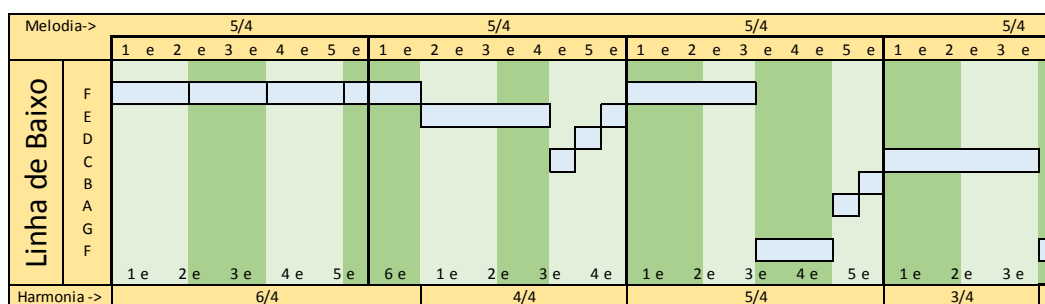 Melodia-> 5/4 5/4 5/4 5/4
1 e 2 e 3 e 4 e 5 e 1 e 2 e 3 e 4 e 5 e 1 e 2 e 3 e 4 e 5 e 1 e 2 e 3 e
Linha de Baixo
F
E
D
C
B
A
G
F
1 e 2 e 3 e 4 e 5 e 6 e 1 e 2 e 3 e 4 e 1 e 2 e 3 e 4 e 5 e 1 e 2 e 3 e
Harmonia -> 6/4 4/4 5/4 3/4